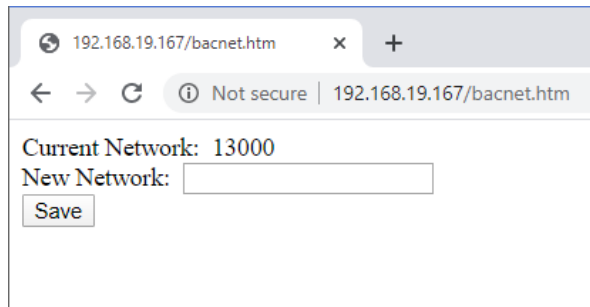 192.168.19.167/bacnet.htm
Not secure | 192.168.19.167/bacnet.htm
Current Network: 13000
New Network:
Save